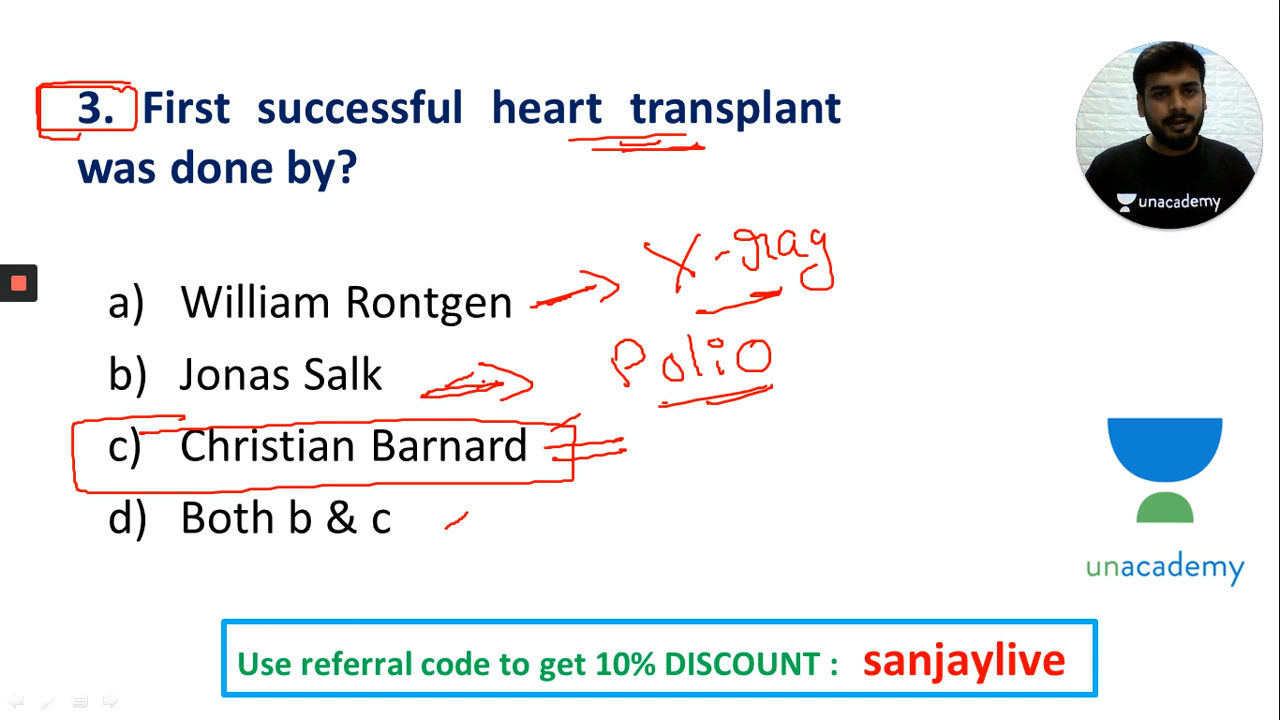 3. First successful heart transplant
was done by?
unacademy
X-ray
a) William Rontgen
Polio
b) Jonas Salk
c) Christian Barnard
d) Both b & c
unacademy
Use referral code to get 10% DISCOUNT : sanjaylive